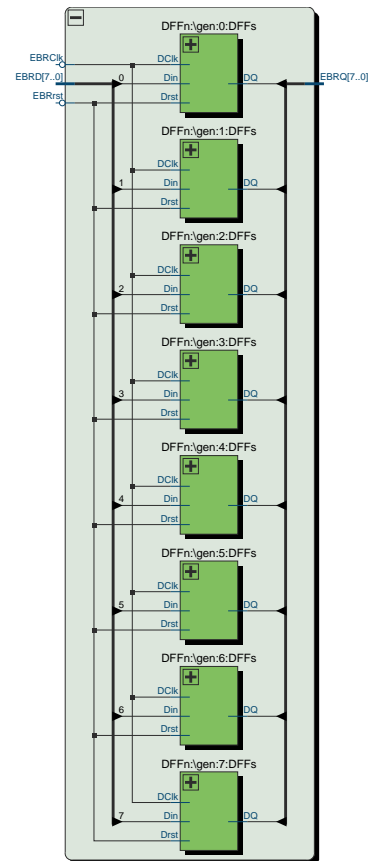 DFFn:\gen:0:DFFs
EBRClk
DClk
EBRD[7..0]
0
Din
DQ
EBRQ[7..0]
EBRrst
Drst
DFFn:\gen:1:DFFs
DClk
1
Din
DQ
Drst
DFFn:\gen:2:DFFs
DClk
2
Din
DQ
Drst
DFFn:\gen:3:DFFs
DClk
3
Din
DQ
Drst
DFFn:\gen:4:DFFs
DClk
4
Din
DQ
Drst
DFFn:\gen:5:DFFs
DClk
5
Din
DQ
Drst
DFFn:\gen:6:DFFs
DClk
6
Din
DQ
Drst
DFFn:\gen:7:DFFs
DClk
7
Din
DQ
Drst